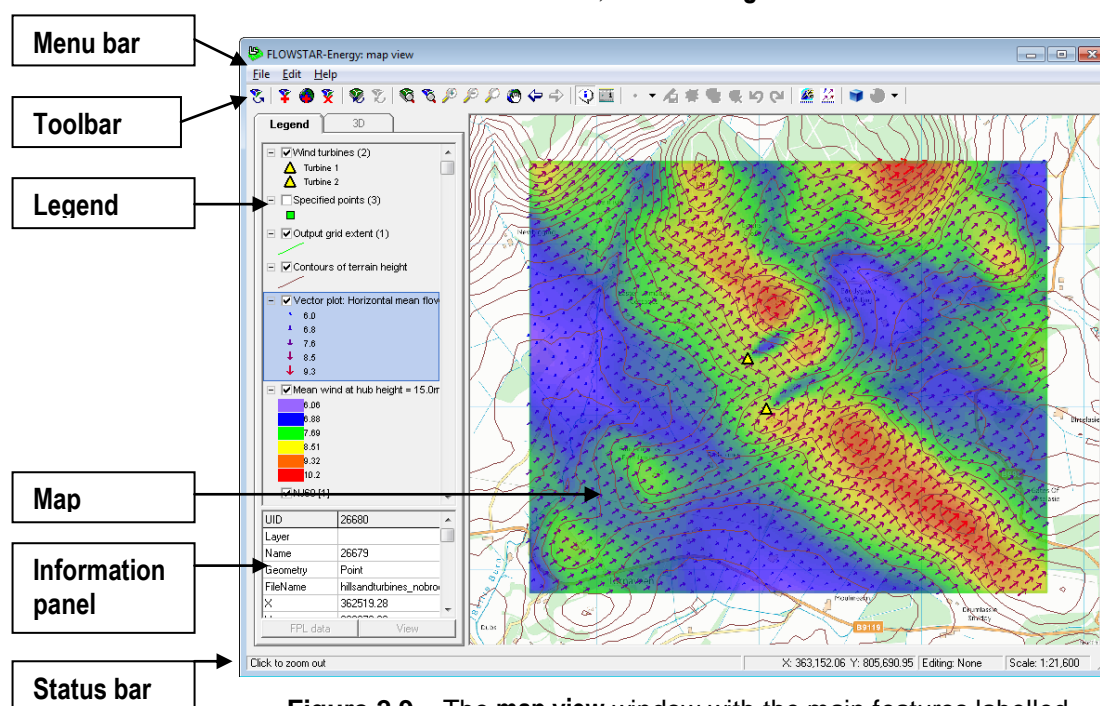 Menu bar
Toolbar
Legend
Map
Information
panel
Status bar
FLOWSTAR-Energy: map view
File Edit Help
Legend 3D
Wind turbines (2)
Turbine 1
Turbine 2
Specified points (3)
Output grid extent (1)
Contours of terrain height
Vector plot: Horizontal mean flow
6.0
6.8
7.6
8.5
9.3
Mean wind at hub height = 15.0m
6.06
6.88
7.69
8.51
9.32
10.2
NJ60 [1]
UID 26680
Layer
Name 26679
Geometry Point
FileName hillsandturbines_nobro
X 362519.28
FPL data View
B9119
Drumlassie
Click to zoom out
X: 363,152.06 Y: 805,690.95 Editing: None Scale: 1:21,600
Figure 2.9 The map view window with the main features labelled